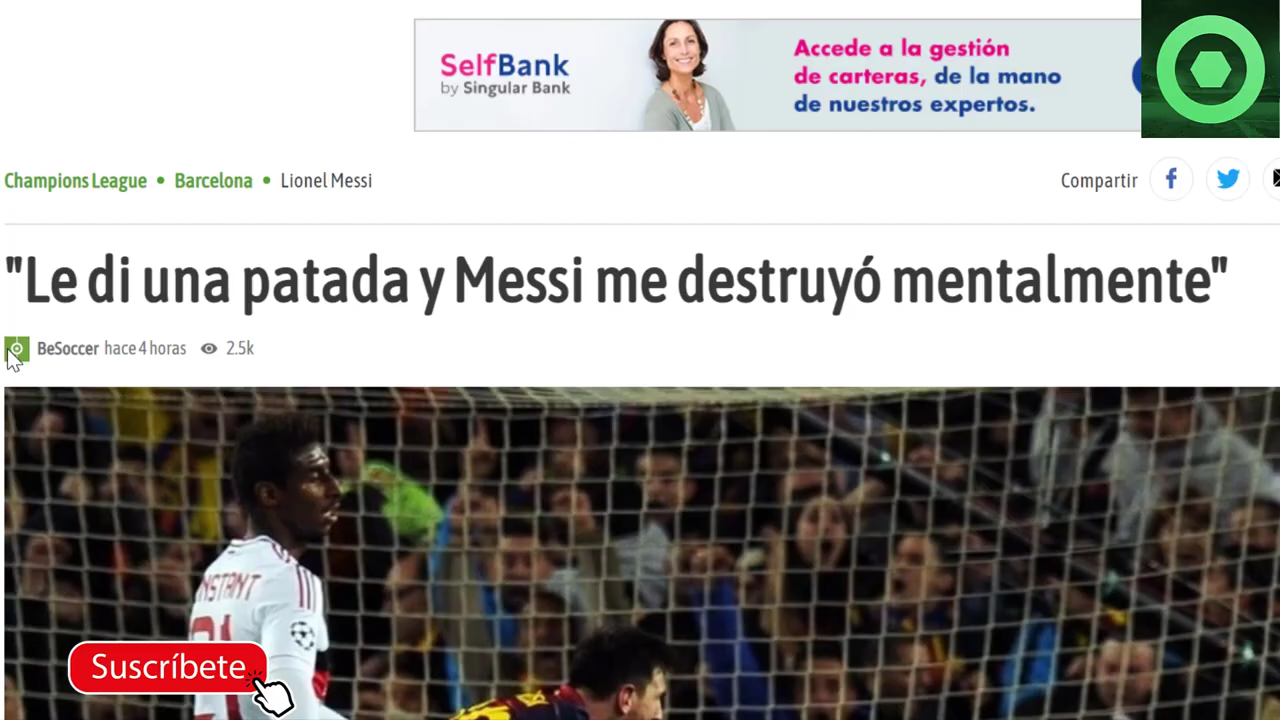 SelfBank
by Singular Bank
Accede a la gestión
de carteras, de la mano
de nuestros expertos.
Champions League • Barcelona • Lionel Messi
Compartir
"Le di una patada y Messi me destruyó mentalmente"
BeSoccer hace 4 horas 2.5k
NSTANT
Suscríbete